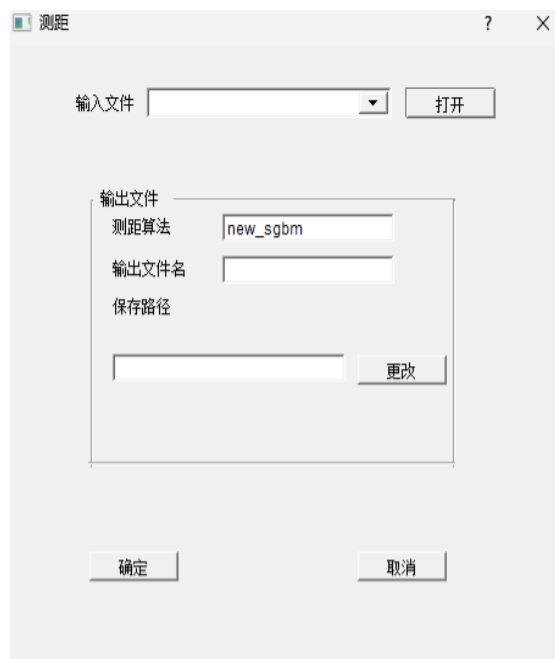 测距 ?
输入文件 打开
输出文件
测距算法 new_sgbm
输出文件名
保存路径
更改
确定 取消